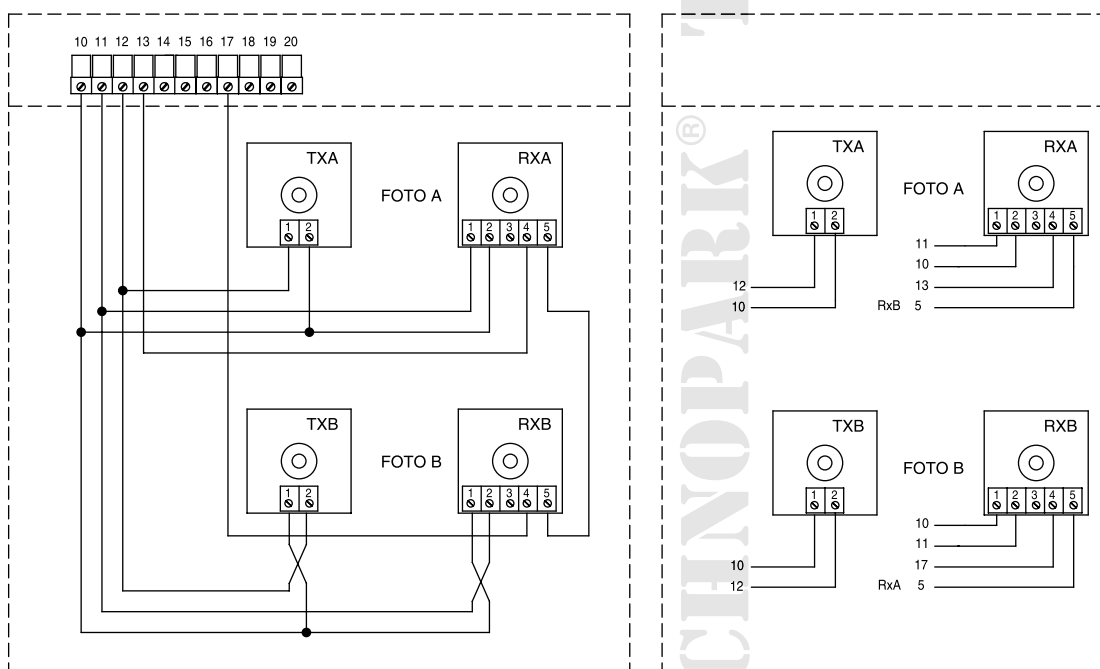 10 11 12 13 14 15 16 17 18 19 20
TXA
1 2
FOTO A
RXA
1 2 3 4 5
TXB
1 2
FOTO B
RXB
1 2 3 4 5
TXA
1 2
12
10
FOTO A
RXA
1 2 3 4 5
11
10
13
RxB 5
TXB
1 2
10
12
FOTO B
RXB
1 2 3 4 5
10
11
17
RxA 5
CHNOPARK® T